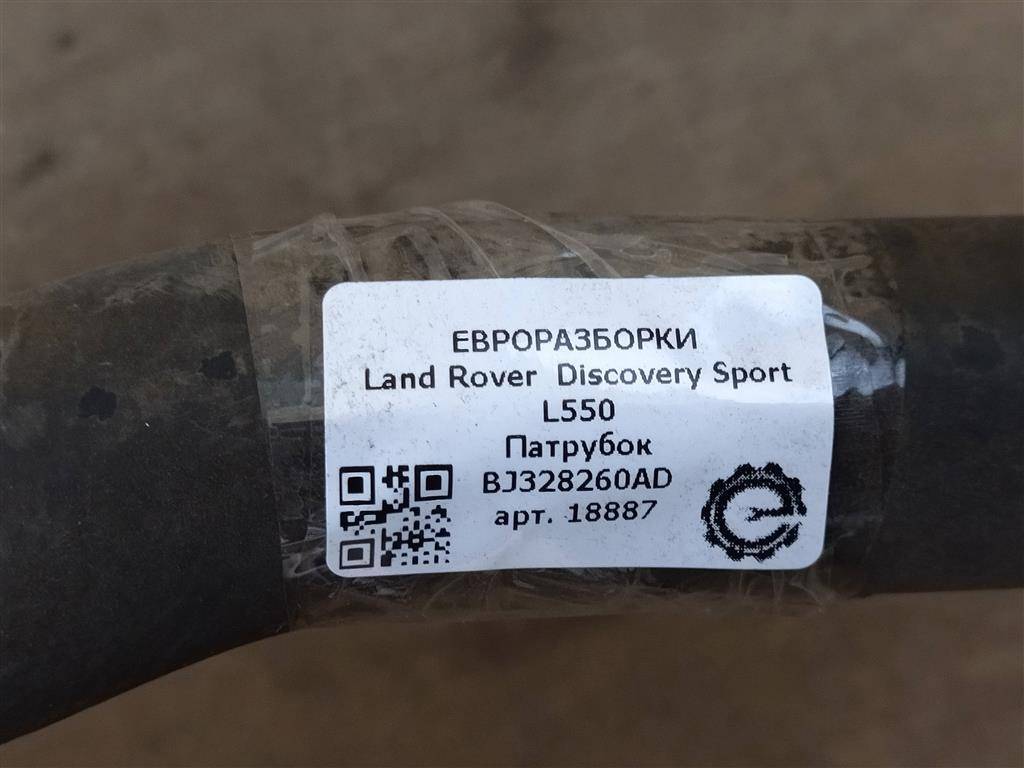 ЕВРОРАЗБОРКИ
Land Rover Discovery Sport
L550
Патрубок
BJ328260AD
арт. 18887